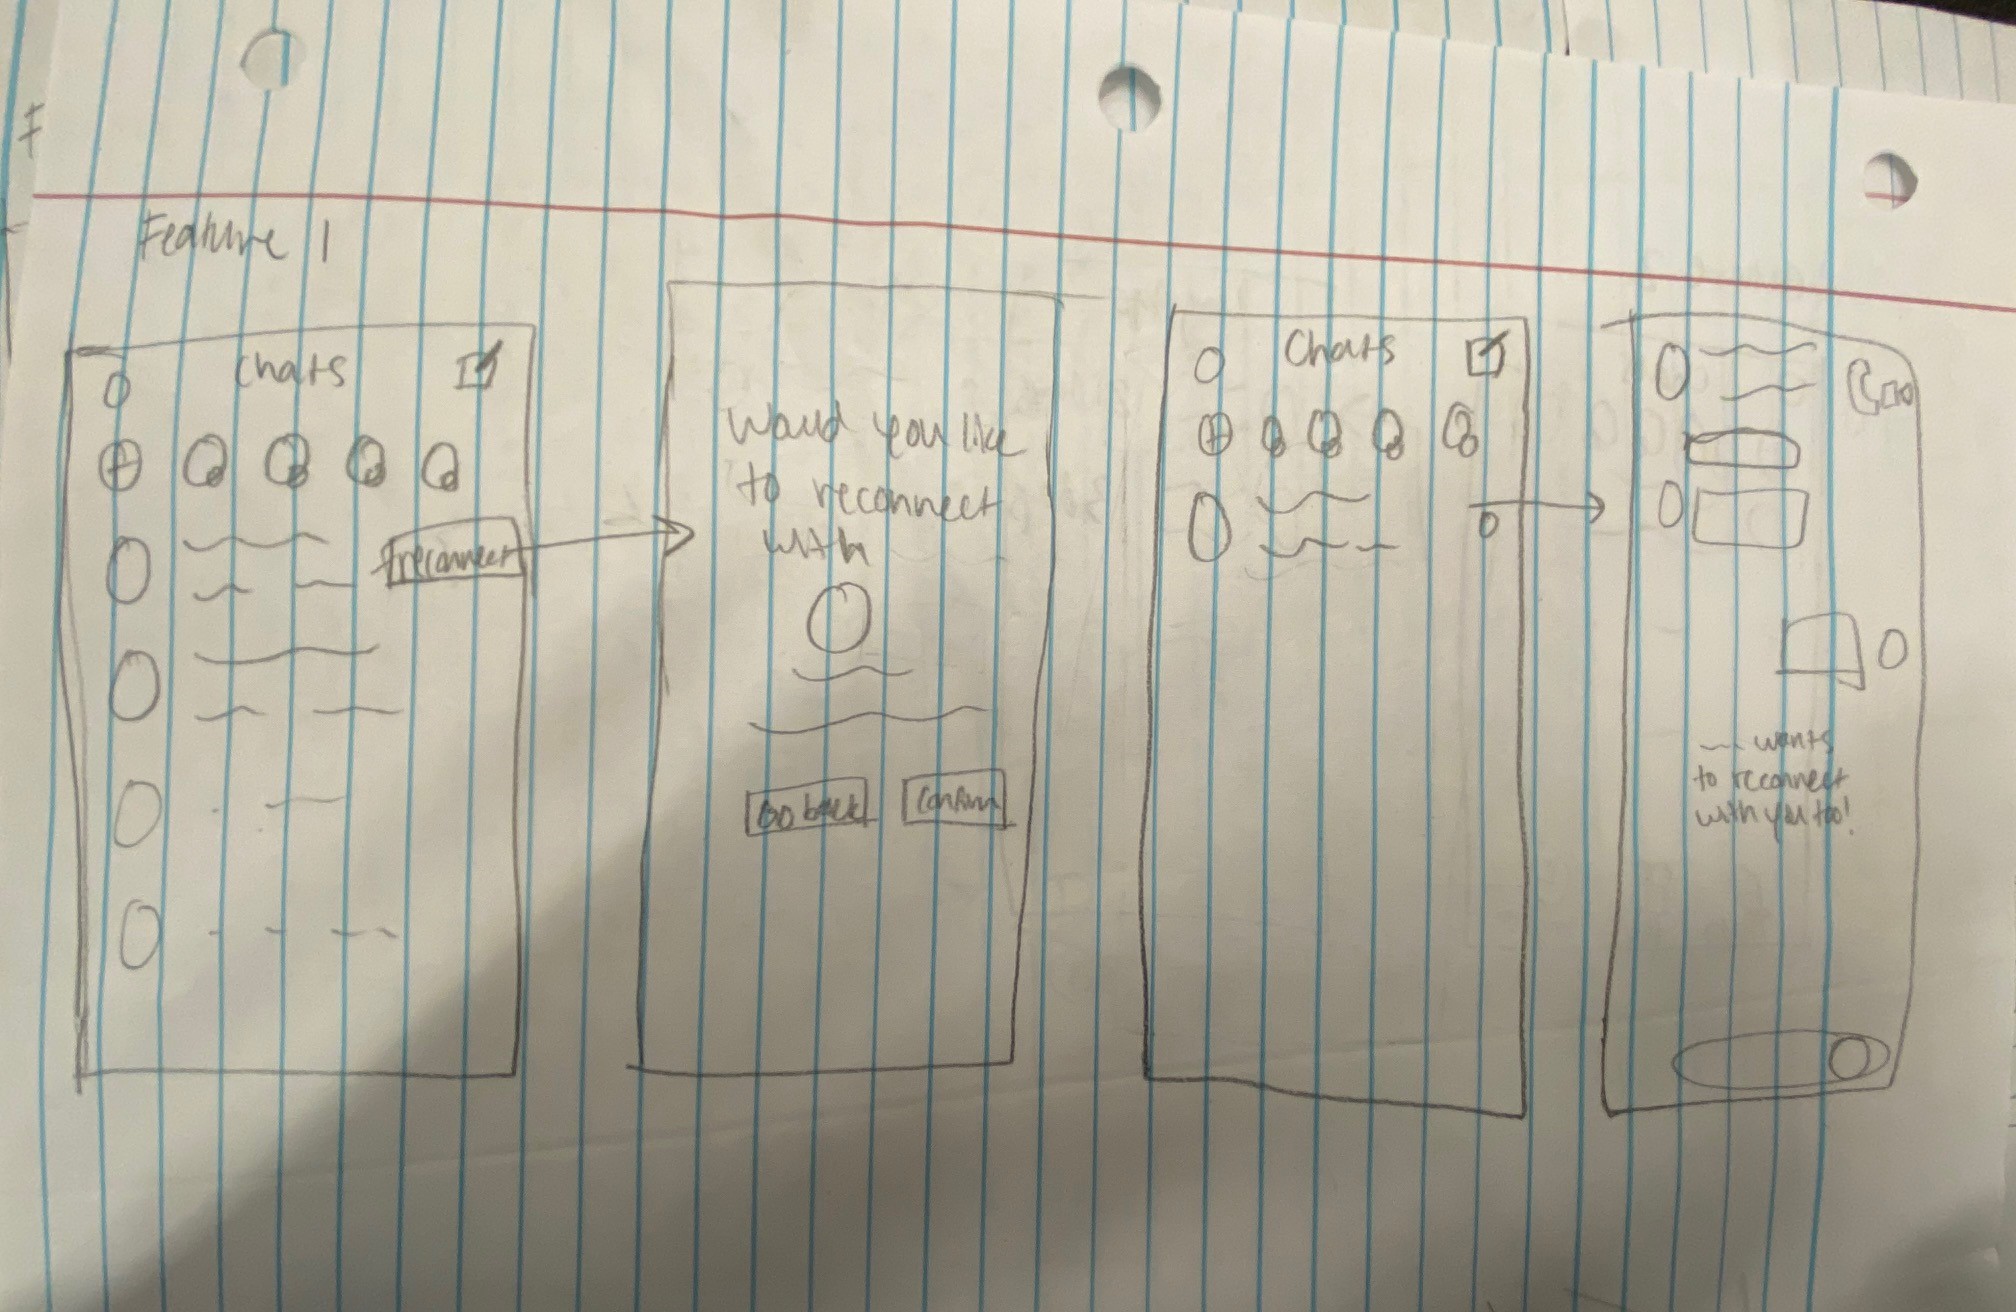 Feature 1
Chats
reconnect
Would you like
to reconnect
with
Go back
Confirm
Chats
wants
to reconnect
with you too!